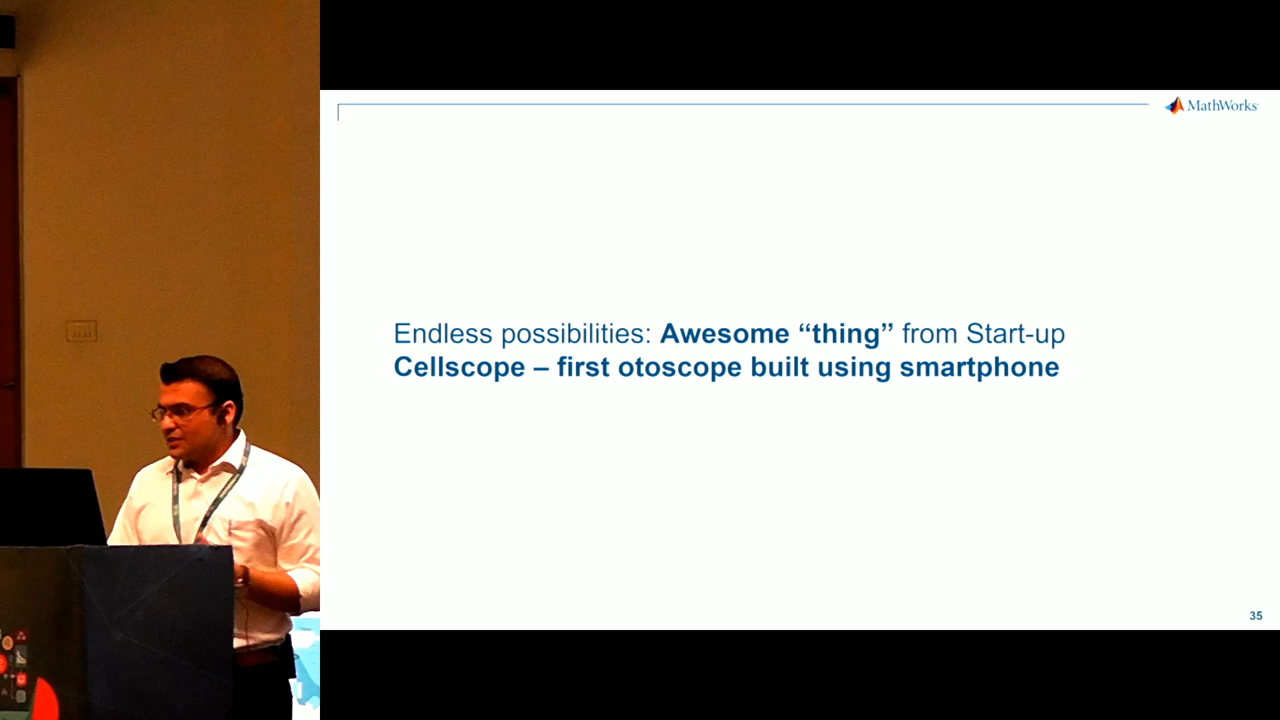 MathWorks
Endless possibilities: Awesome “thing” from Start-up
Cellscope – first otoscope built using smartphone
35